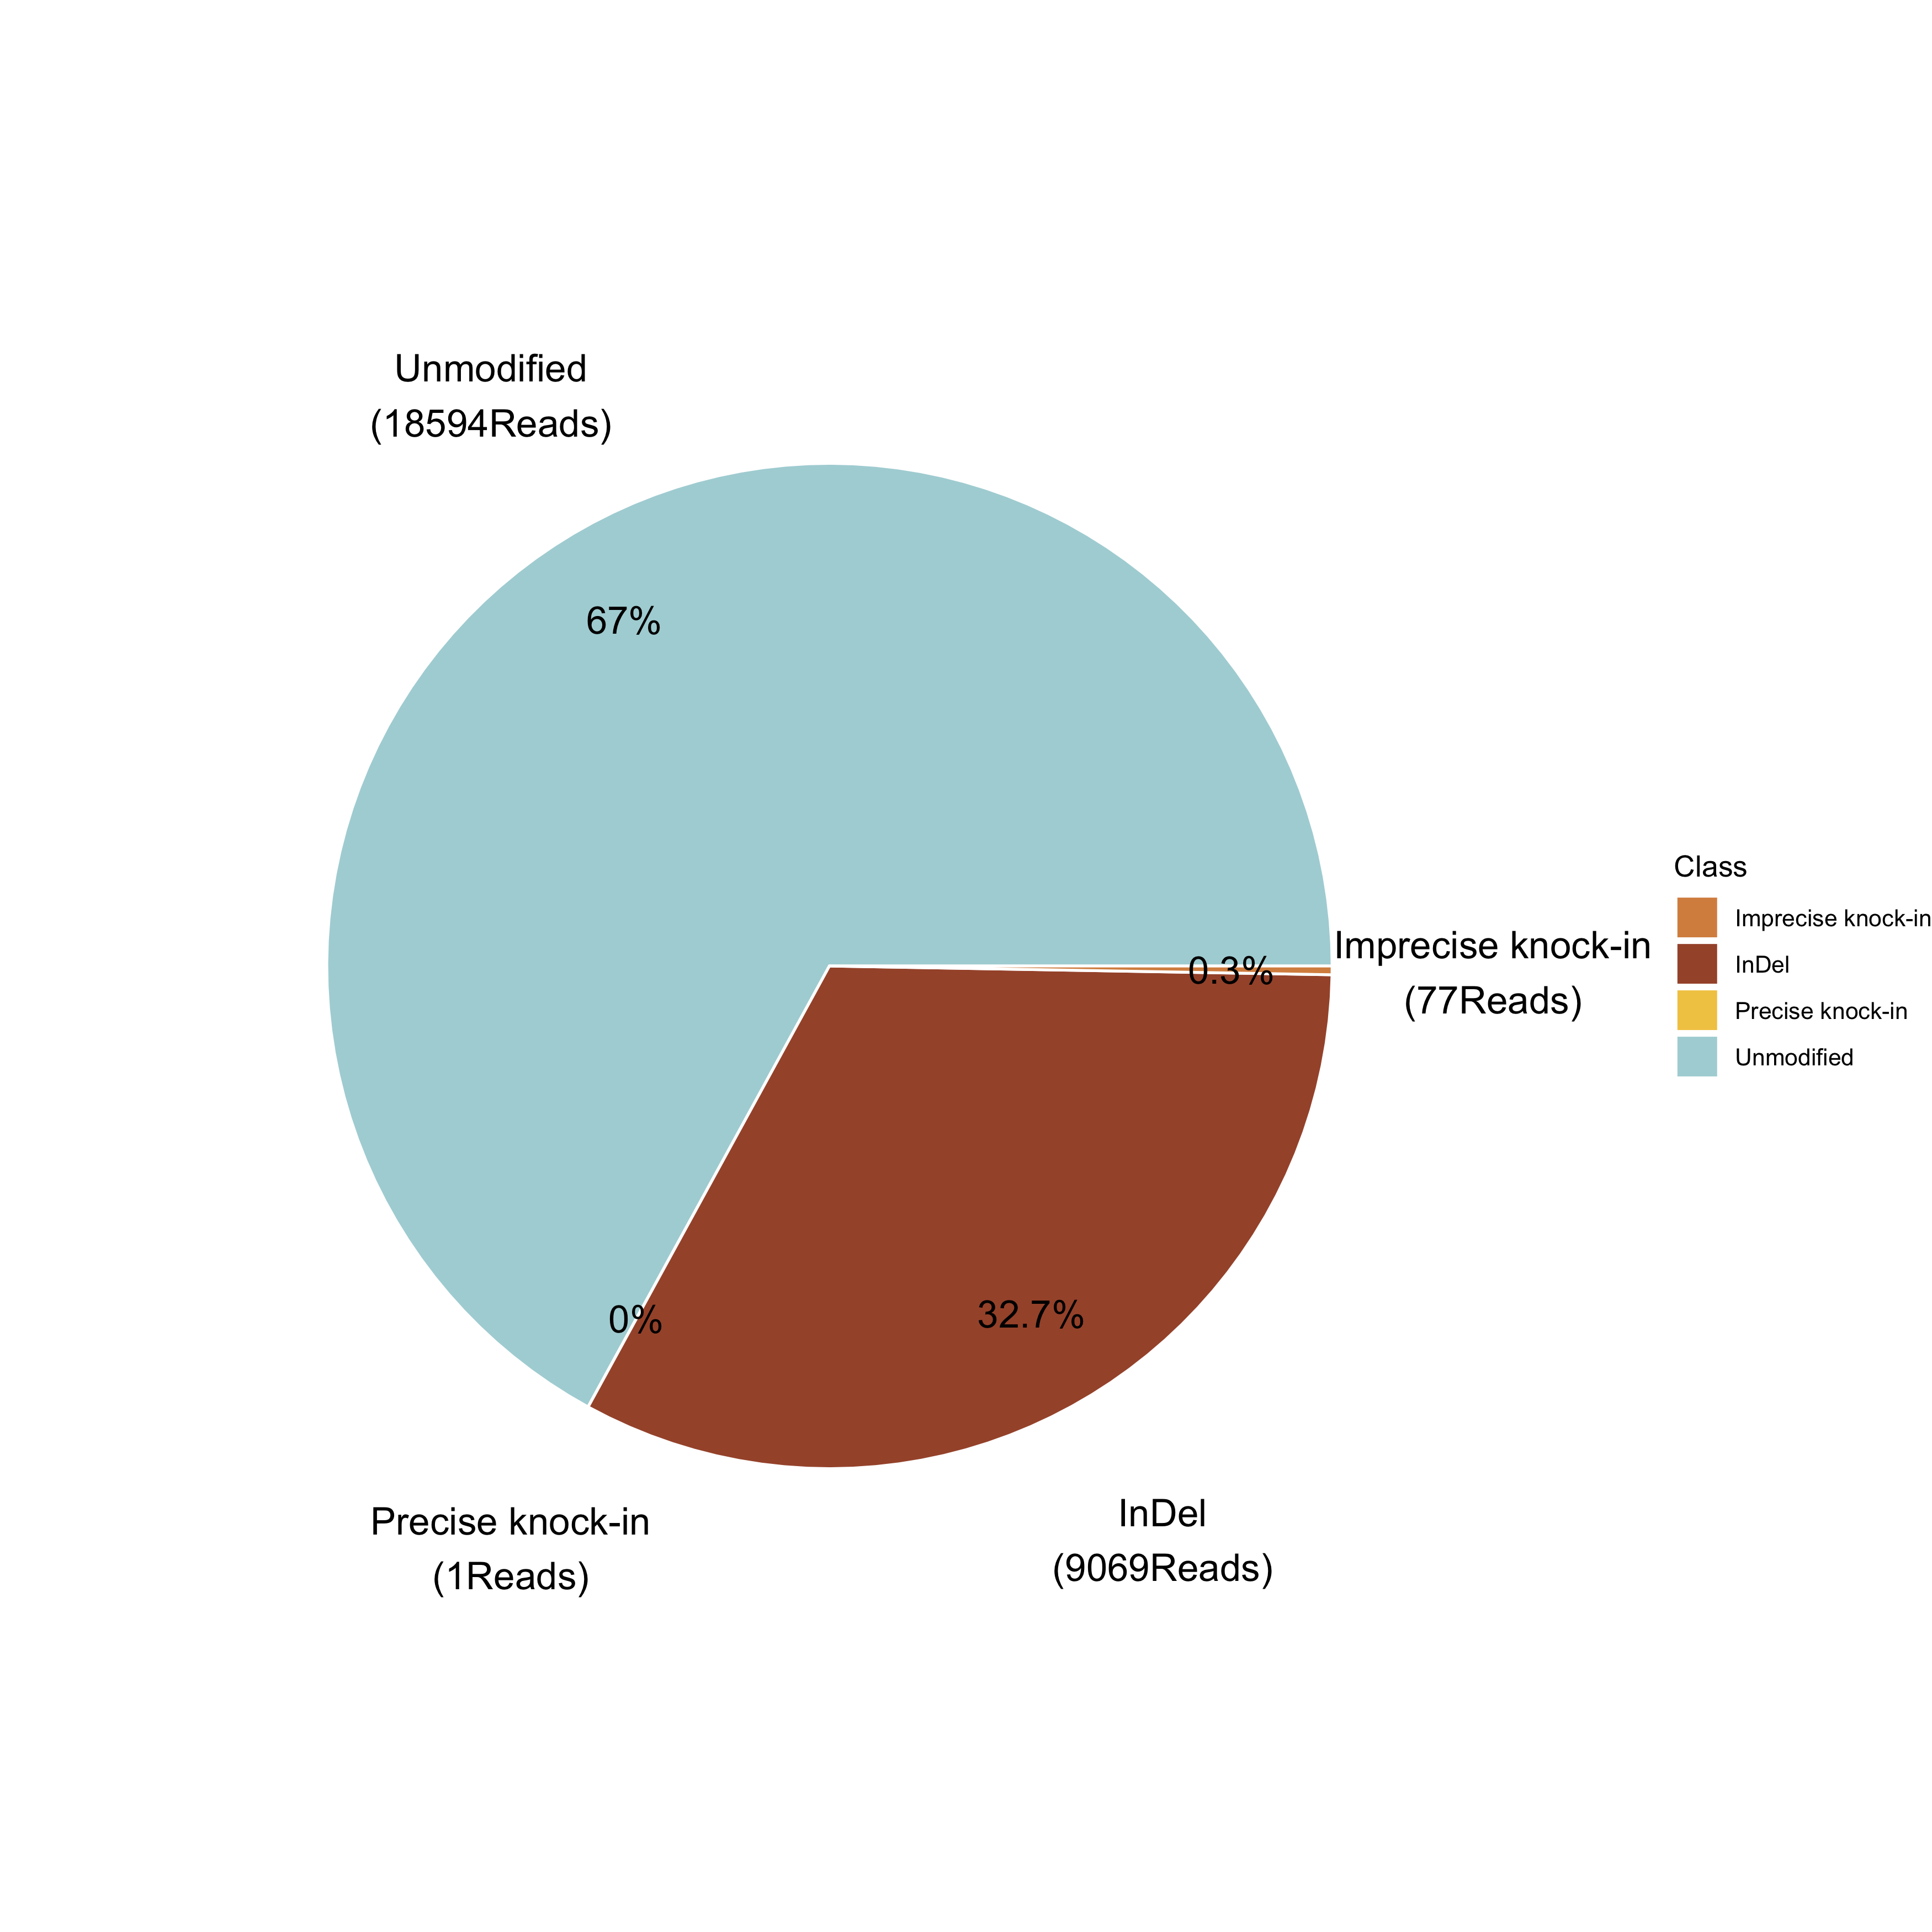 Unmodified
(18594Reads)
67%
Imprecise knock-in
(77Reads)
0.3%
32.7%
0%
Precise knock-in
(1Reads)
InDel
(9069Reads)
Class
Imprecise knock-in
InDel
Precise knock-in
Unmodified